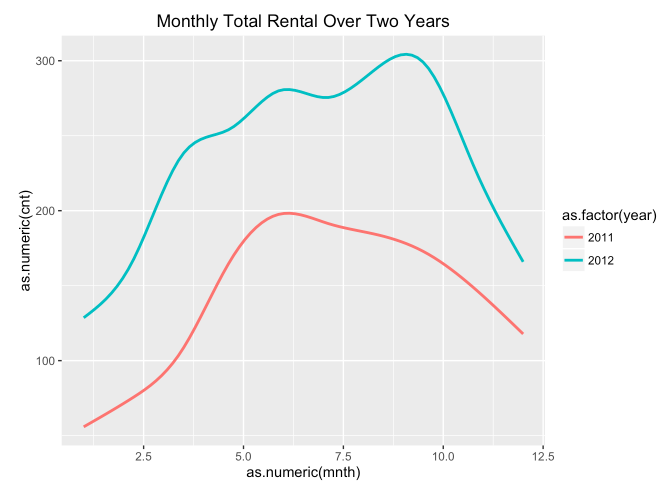 Monthly Total Rental Over Two Years
as.numeric(cnt)
300
200
100
2.5
5.0
7.5
10.0
12.5
as.numeric(mnth)
as.factor(year)
2011
2012